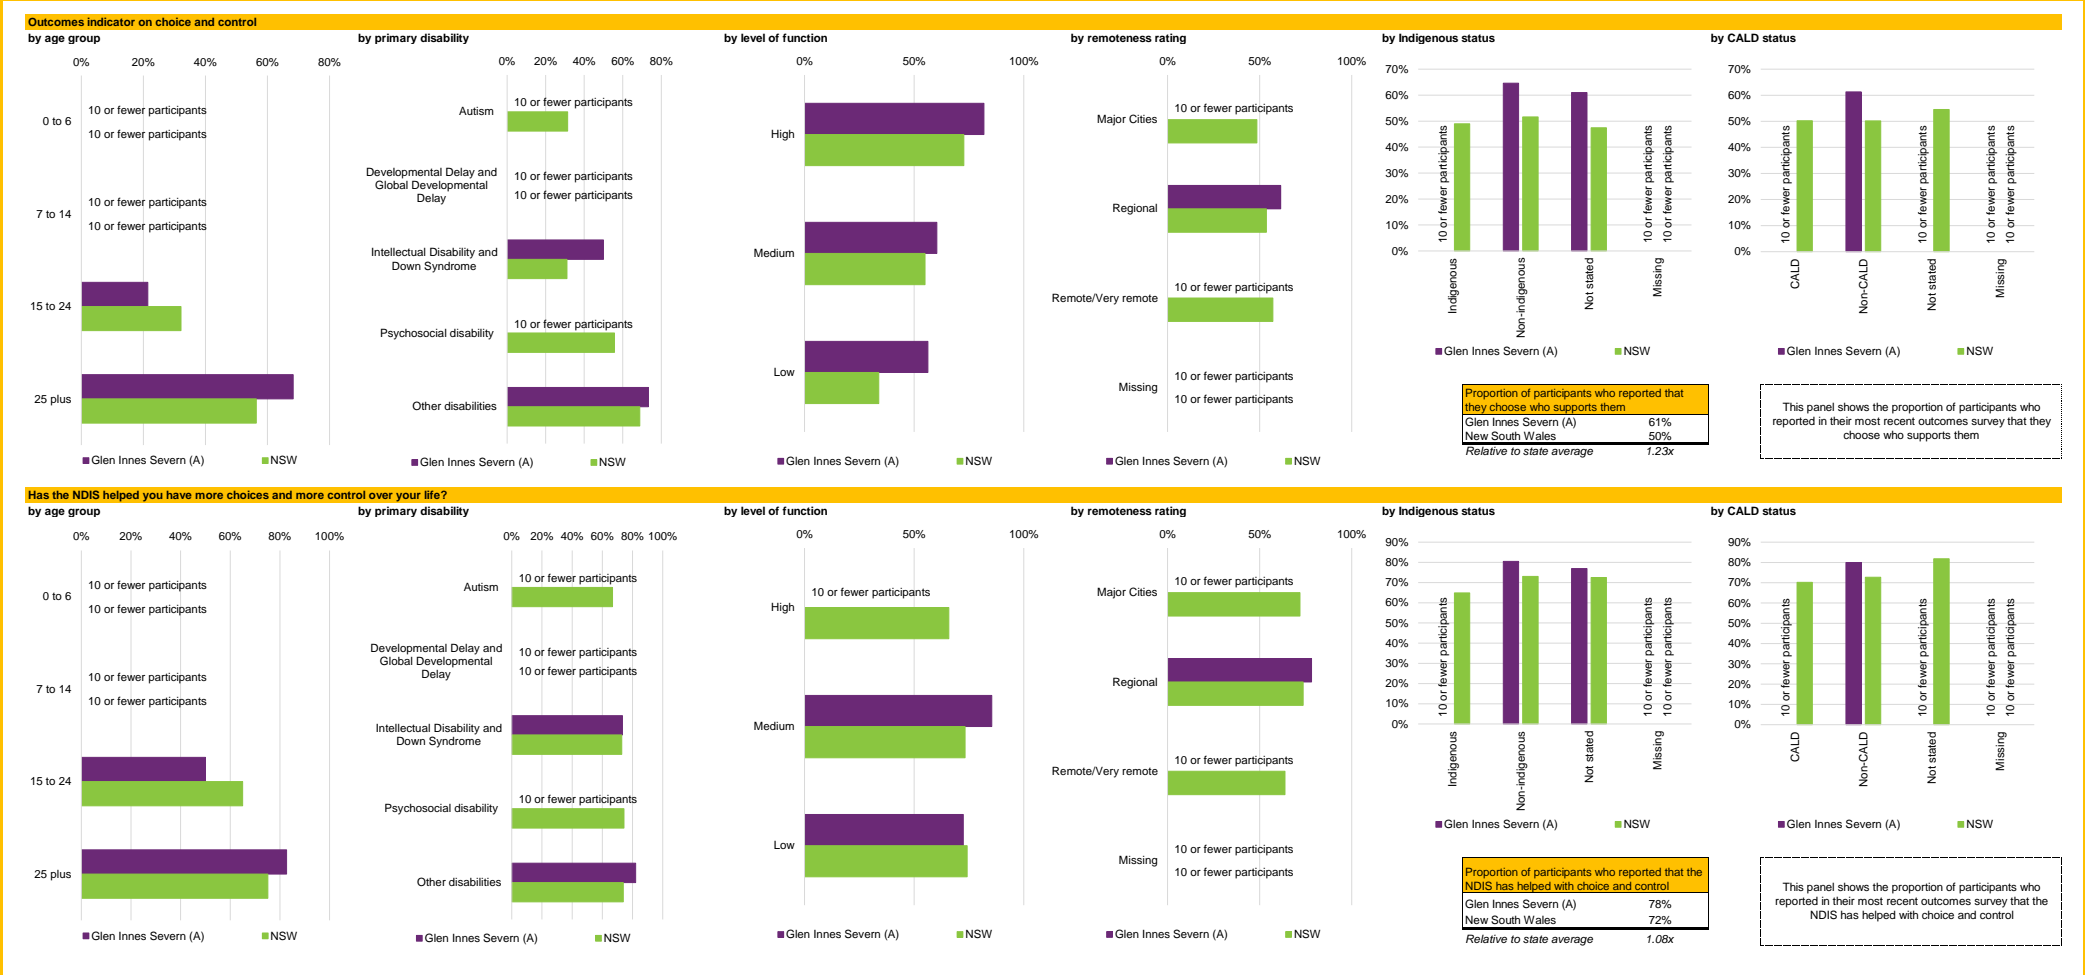 Outcomes indicator on choice and control
by age group
0% 20% 40% 60% 80%
0 to 6
10 or fewer participants
10 or fewer participants
7 to 14
10 or fewer participants
10 or fewer participants
15 to 24
25 plus
Glen Innes Severn (A) NSW
by primary disability
0% 20% 40% 60% 80%
Autism
10 or fewer participants
Developmental Delay and
Global Developmental
Delay
10 or fewer participants
10 or fewer participants
Intellectual Disability and
Down Syndrome
Psychosocial disability
10 or fewer participants
Other disabilities
Glen Innes Severn (A) NSW
by level of function
0% 50% 100%
High
Medium
Low
Glen Innes Severn (A) NSW
by remoteness rating
0% 50% 100%
Major Cities
10 or fewer participants
Regional
Remote/Very remote
10 or fewer participants
Missing
10 or fewer participants
10 or fewer participants
Glen Innes Severn (A) NSW
by Indigenous status
70%
60%
50%
40%
30%
20%
10%
0%
10 or fewer participants
10 or fewer participants
10 or fewer participants
Indigenous
Non-indigenous
Not stated
Missing
Glen Innes Severn (A) NSW
by CALD status
70%
60%
50%
40%
30%
20%
10%
0%
10 or fewer participants
10 or fewer participants
10 or fewer participants
10 or fewer participants
CALD
Non-CALD
Not stated
Missing
Glen Innes Severn (A) NSW
Proportion of participants who reported that
they choose who supports them
Glen Innes Severn (A) 61%
New South Wales 50%
Relative to state average 1.23x
This panel shows the proportion of participants who
reported in their most recent outcomes survey that they
choose who supports them
Has the NDIS helped you have more choices and more control over your life?
by age group
0% 20% 40% 60% 80% 100%
0 to 6
10 or fewer participants
10 or fewer participants
7 to 14
10 or fewer participants
10 or fewer participants
15 to 24
25 plus
Glen Innes Severn (A) NSW
by primary disability
0% 20% 40% 60% 80% 100%
Autism
10 or fewer participants
Developmental Delay and
Global Developmental
Delay
10 or fewer participants
10 or fewer participants
Intellectual Disability and
Down Syndrome
Psychosocial disability
10 or fewer participants
Other disabilities
Glen Innes Severn (A) NSW
by level of function
0% 50% 100%
High
10 or fewer participants
Medium
Low
Glen Innes Severn (A) NSW
by remoteness rating
0% 50% 100%
Major Cities
10 or fewer participants
Regional
Remote/Very remote
10 or fewer participants
Missing
10 or fewer participants
10 or fewer participants
Glen Innes Severn (A) NSW
by Indigenous status
90%
80%
70%
60%
50%
40%
30%
20%
10%
0%
10 or fewer participants
10 or fewer participants
10 or fewer participants
Indigenous
Non-indigenous
Not stated
Missing
Glen Innes Severn (A) NSW
by CALD status
90%
80%
70%
60%
50%
40%
30%
20%
10%
0%
10 or fewer participants
10 or fewer participants
10 or fewer participants
10 or fewer participants
CALD
Non-CALD
Not stated
Missing
Glen Innes Severn (A) NSW
Proportion of participants who reported that the
NDIS has helped with choice and control
Glen Innes Severn (A) 78%
New South Wales 72%
Relative to state average 1.08x
This panel shows the proportion of participants who
reported in their most recent outcomes survey that the
NDIS has helped with choice and control